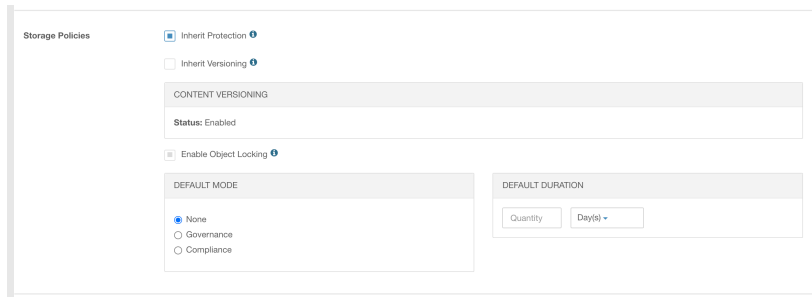 Storage Policies
Inherit Protection
Inherit Versioning
CONTENT VERSIONING
Status: Enabled
Enable Object Locking
DEFAULT MODE
None
Governance
Compliance
DEFAULT DURATION
Quantity
Day(s)